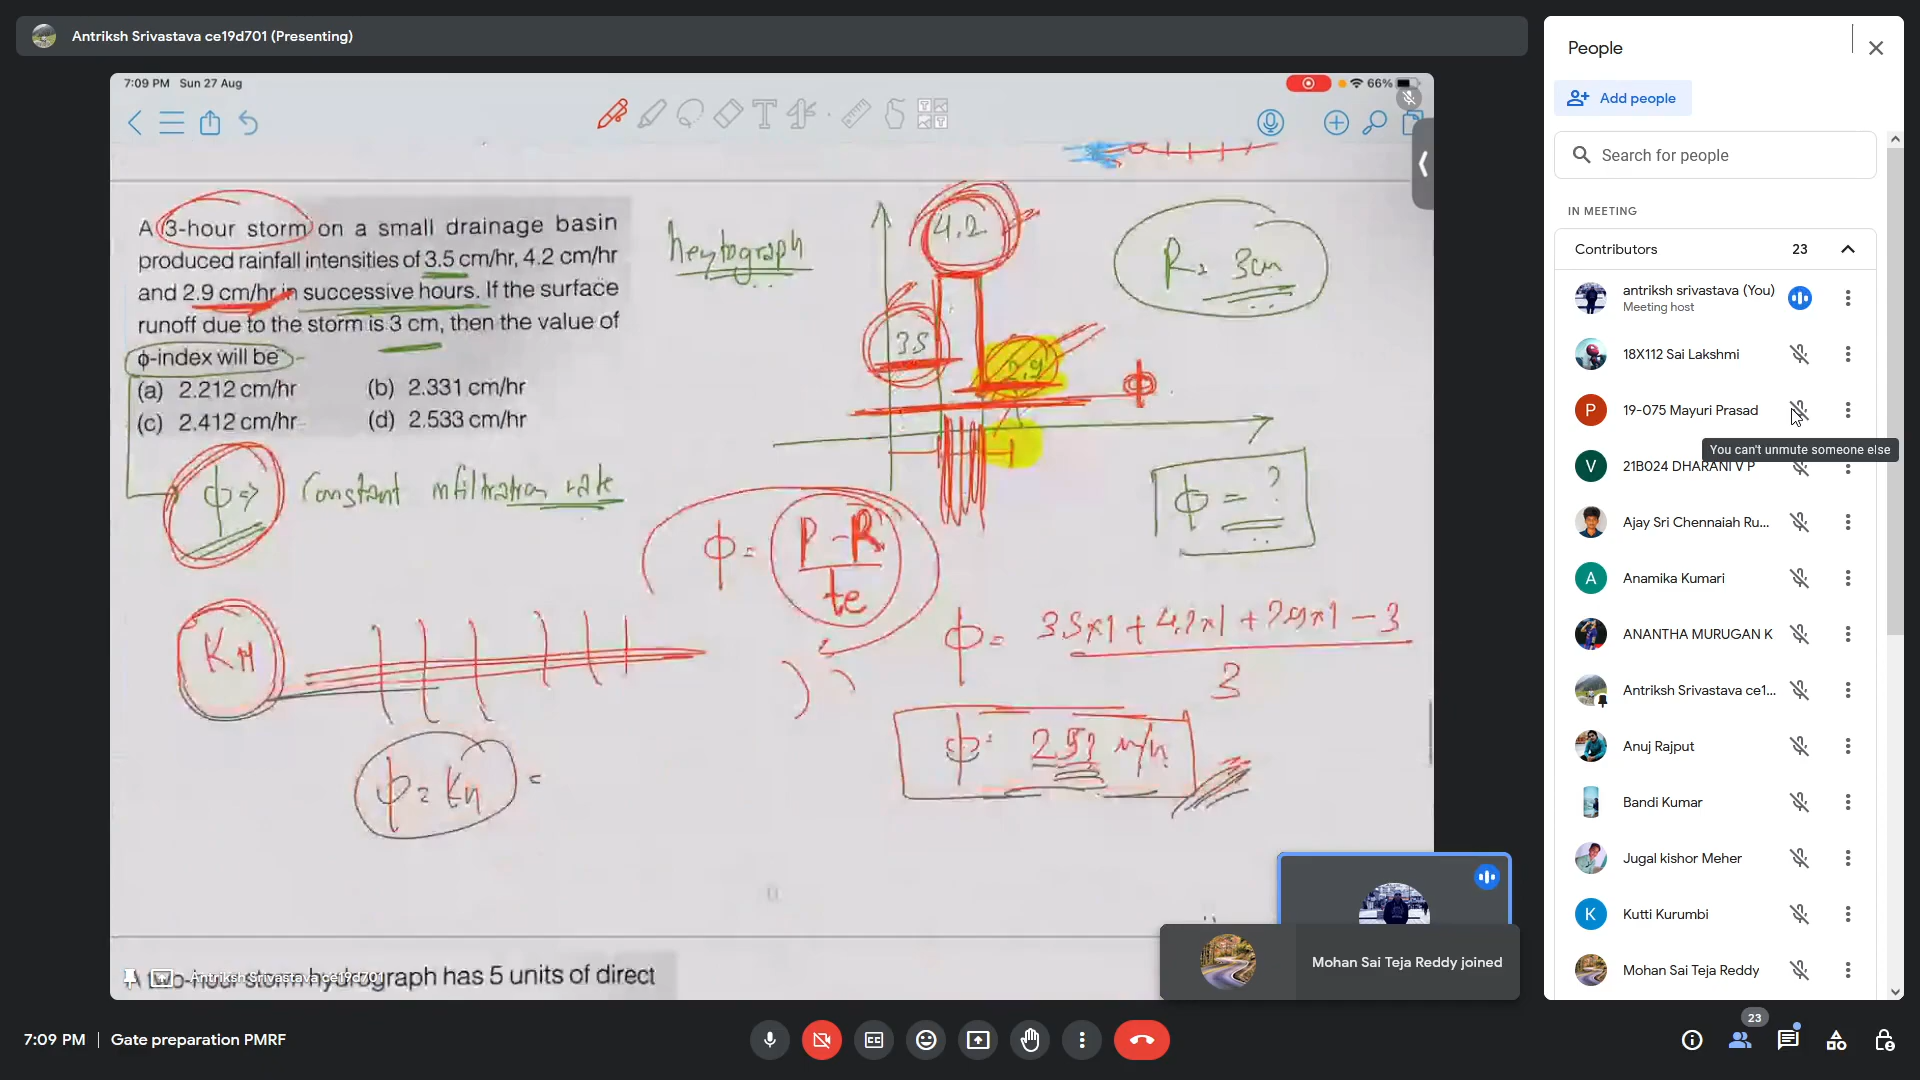 Antriksh Srivastava ce19d701 (Presenting)
7:09 PM Sun 27 Aug
66%
A 3-hour storm on a small drainage basin
produced rainfall intensities of 3.5 cm/hr, 4.2 cm/hr
and 2.9 cm/hr in successive hours. If the surface
runoff due to the storm is 3 cm, then the value of
ϕ-index will be
(a) 2.212 cm/hr (b) 2.331 cm/hr
(c) 2.412 cm/hr (d) 2.533 cm/hr
heytograph
4.2
3.5
2.9
ϕ
R = 3cm
ϕ = ?
ϕ => Constant infiltration rate
ϕ = P - R
te
ϕ = 3.5x1 + 4.2x1 + 2.9x1 - 3
3
ϕ = 2.53
KH
ϕ = KH =
Antriksh Srivastava ce19d701
hydrograph has 5 units of direct
Mohan Sai Teja Reddy joined
People
Add people
Search for people
IN MEETING
Contributors 23
antriksh srivastava (You)
Meeting host
18X112 Sai Lakshmi
P 19-075 Mayuri Prasad
You can't unmute someone else
V 21B024 DHARANI V P
Ajay Sri Chennaiah Ru...
A Anamika Kumari
ANANTHA MURUGAN K
Antriksh Srivastava ce1...
Anuj Rajput
Bandi Kumar
Jugal kishor Meher
K Kutti Kurumbi
Mohan Sai Teja Reddy
7:09 PM | Gate preparation PMRF
23